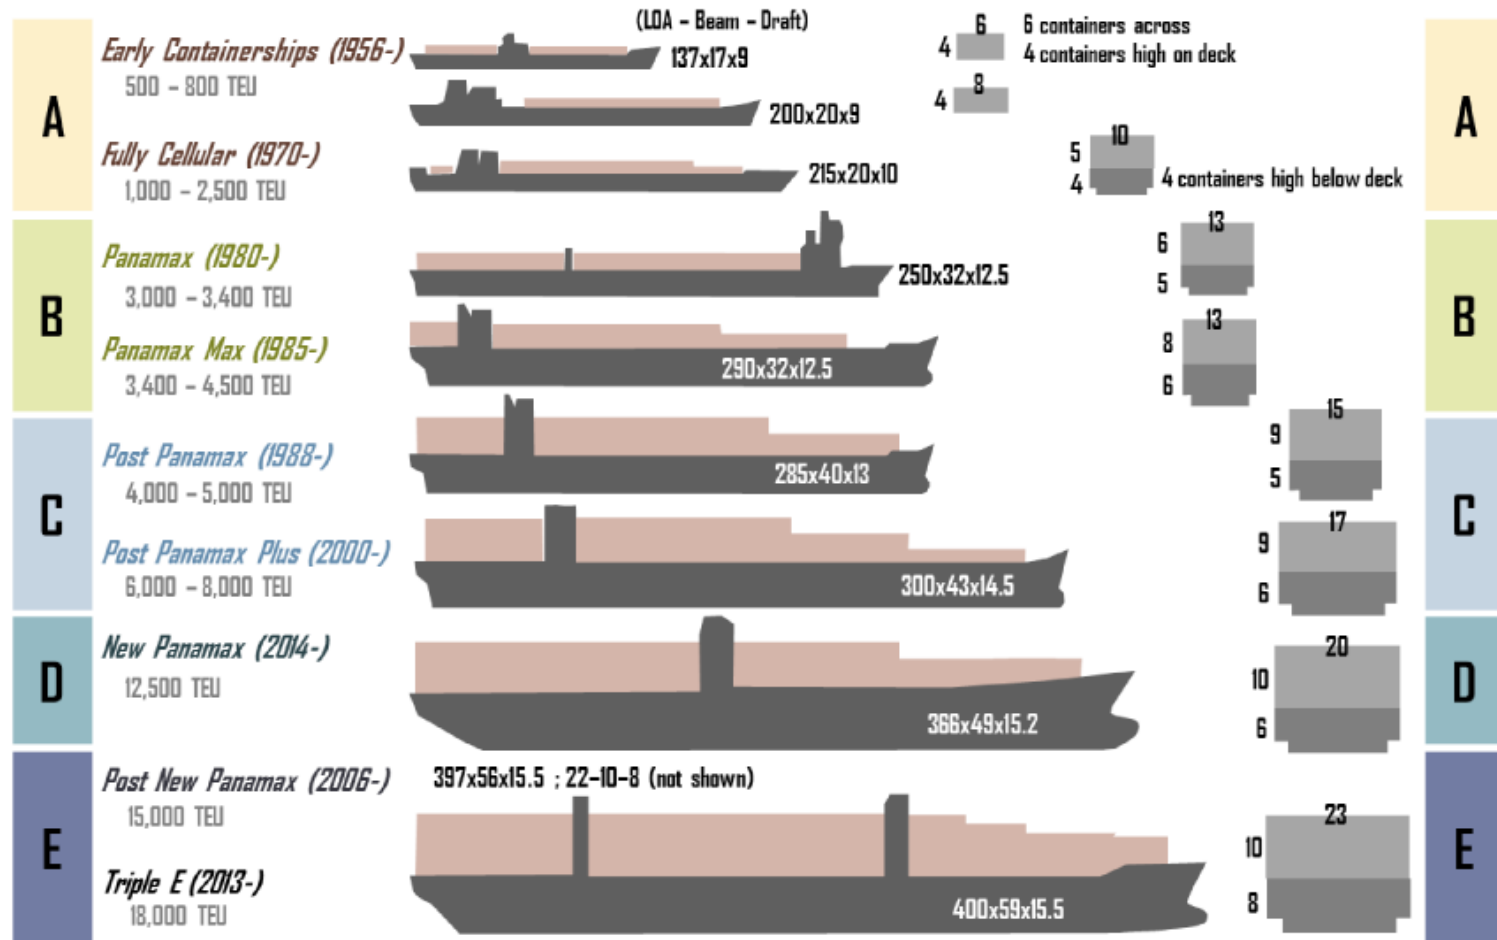 (LOA - Beam - Draft)
A
Early Containerships (1956-)
500 - 800 TEU
137x17x9
6
4
6 containers across
4 containers high on deck
A
200x20x9
8
4
Fully Cellular (1970-)
1,000 - 2,500 TEU
215x20x10
10
5
4
4 containers high below deck
B
Panamax (1980-)
3,000 - 3,400 TEU
250x32x12.5
13
6
5
B
Panamax Max (1985-)
3,400 - 4,500 TEU
290x32x12.5
13
8
6
C
Post Panamax (1988-)
4,000 - 5,000 TEU
285x40x13
15
9
5
C
Post Panamax Plus (2000-)
6,000 - 8,000 TEU
300x43x14.5
17
9
6
D
New Panamax (2014-)
12,500 TEU
366x49x15.2
20
10
6
D
E
Post New Panamax (2006-)
15,000 TEU
397x56x15.5 ; 22-10-8 (not shown)
E
Triple E (2013-)
18,000 TEU
400x59x15.5
23
10
8